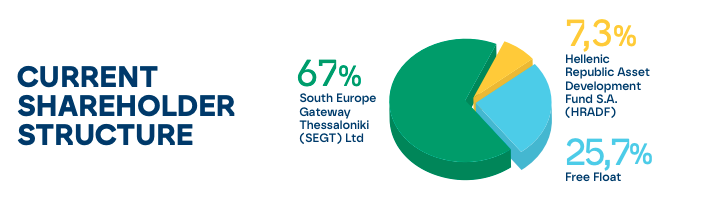 CURRENT
SHAREHOLDER
STRUCTURE
67%
South Europe
Gateway
Thessaloniki
(SEGT) Ltd
7,3%
Hellenic
Republic Asset
Development
Fund S.A.
(HRADF)
25,7%
Free Float